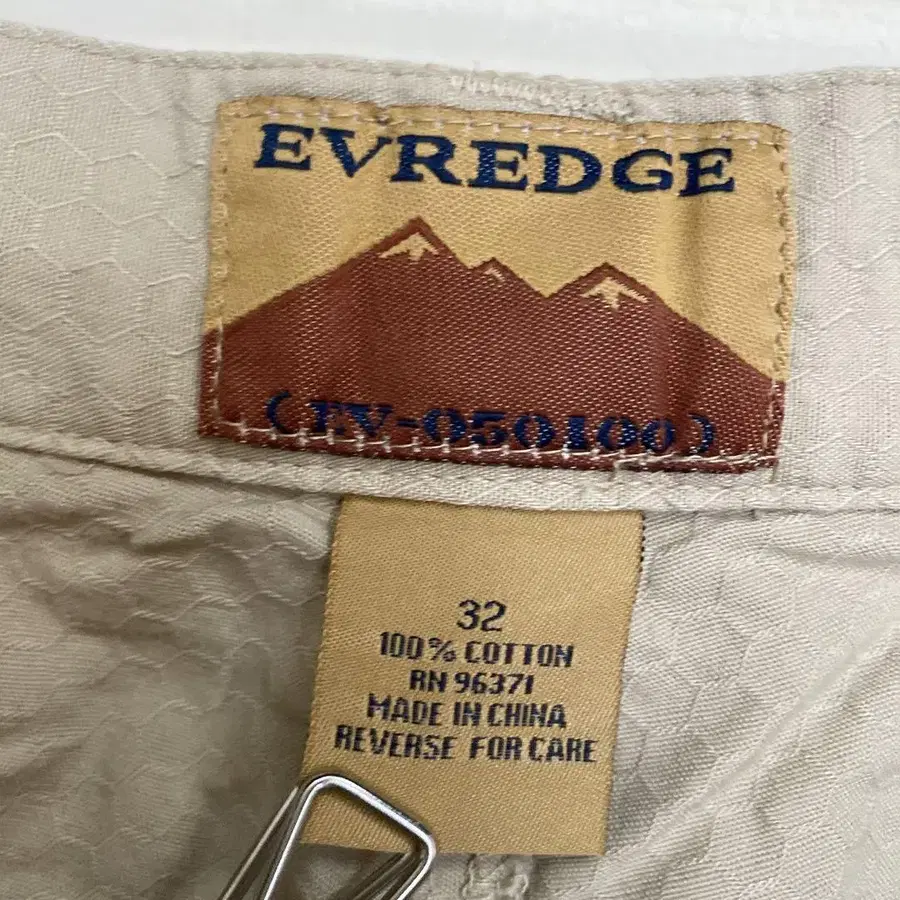 EVREDGE
(EV-050100)
32
100% COTTON
RN 96371
MADE IN CHINA
REVERSE FOR CARE